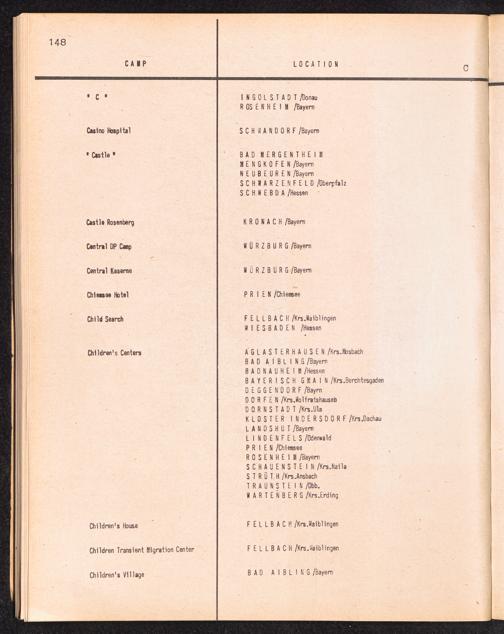 148
CAMP LOCATION
C
" C " INGOLSTADT/Donau
ROSENHEIM/Bayern
Casino Hospital SCHWANDORF/Bayern
" Castle " BAD MERGENTHEIM
MENGKOFEN/Bayern
NEUBEUREN/Bayern
SCHWARZENFELD/Oberpfalz
SCHWEBDA/Hessen
Castle Rosenberg KRONACH/Bayern
Central DP Camp WÜRZBURG/Bayern
Central Kaserne WÜRZBURG/Bayern
Chiemsee Hotel PRIEN/Chiemsee
Child Search FELLBACH/Krs.Waiblingen
WIESBADEN /Hessen
Children's Centers AGLASTERHAUSEN/Krs.Mosbach
BAD AIBLING/Bayern
BADNAUHEIM/Hessen
BAYERISCH GMAIN/Krs.Berchtesgaden
DEGGENDORF/Bayrn
DORFEN/Krs.Wolfratshausen
DORNSTADT/Krs.Ulm
KLOSTER INDERSDORF/Krs.Dachau
LANDSHUT/Bayern
LINDENFELS/Odenwald
PRIEN/Chiemsee
ROSENHEIM/Bayern
SCHAUENSTEIN/Krs.Naila
STRÜTH/Krs.Ansbach
TRAUNSTEIN/Obb.
WARTENBERG/Krs.Erding
Children's House FELLBACH/Krs.Waiblingen
Children Transient Migration Center FELLBACH/Krs.Waiblingen
Children's Village BAD AIBLING/Bayern